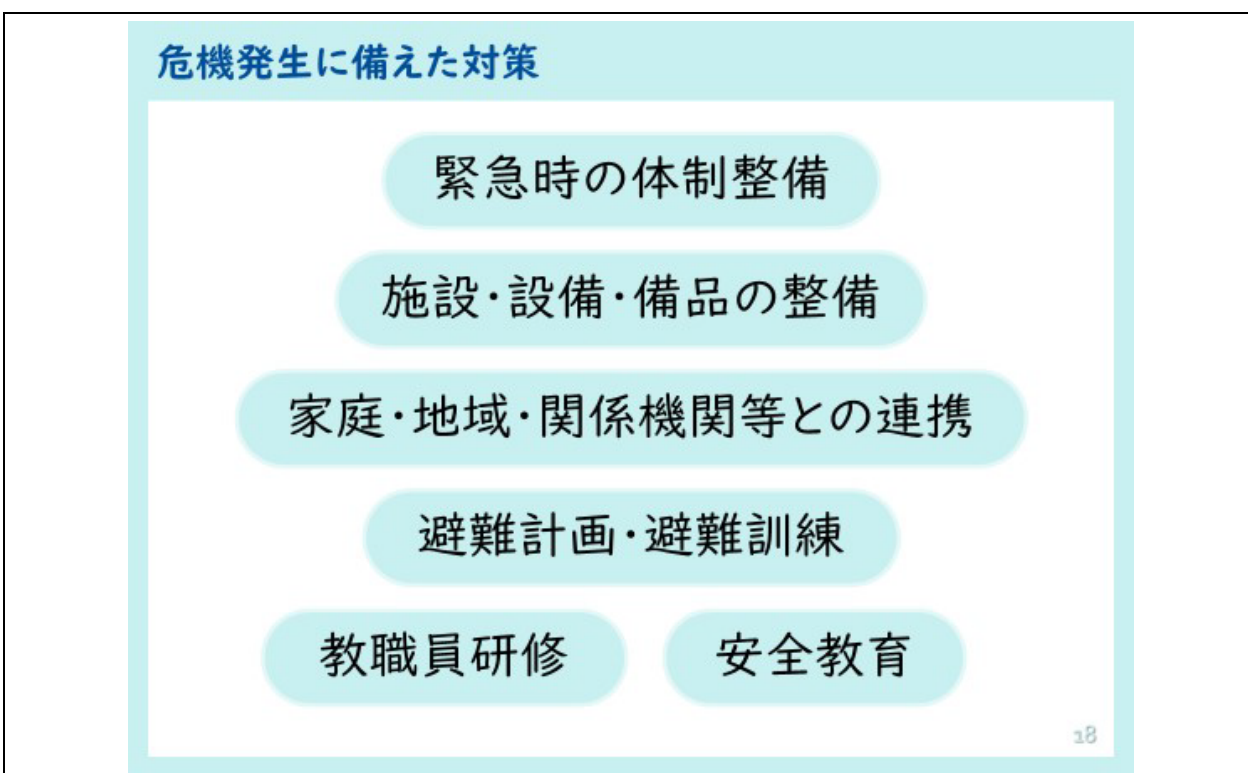 危機発生に備えた対策
緊急時の体制整備
施設・設備・備品の整備
家庭・地域・関係機関等との連携
避難計画・避難訓練
教職員研修
安全教育
18